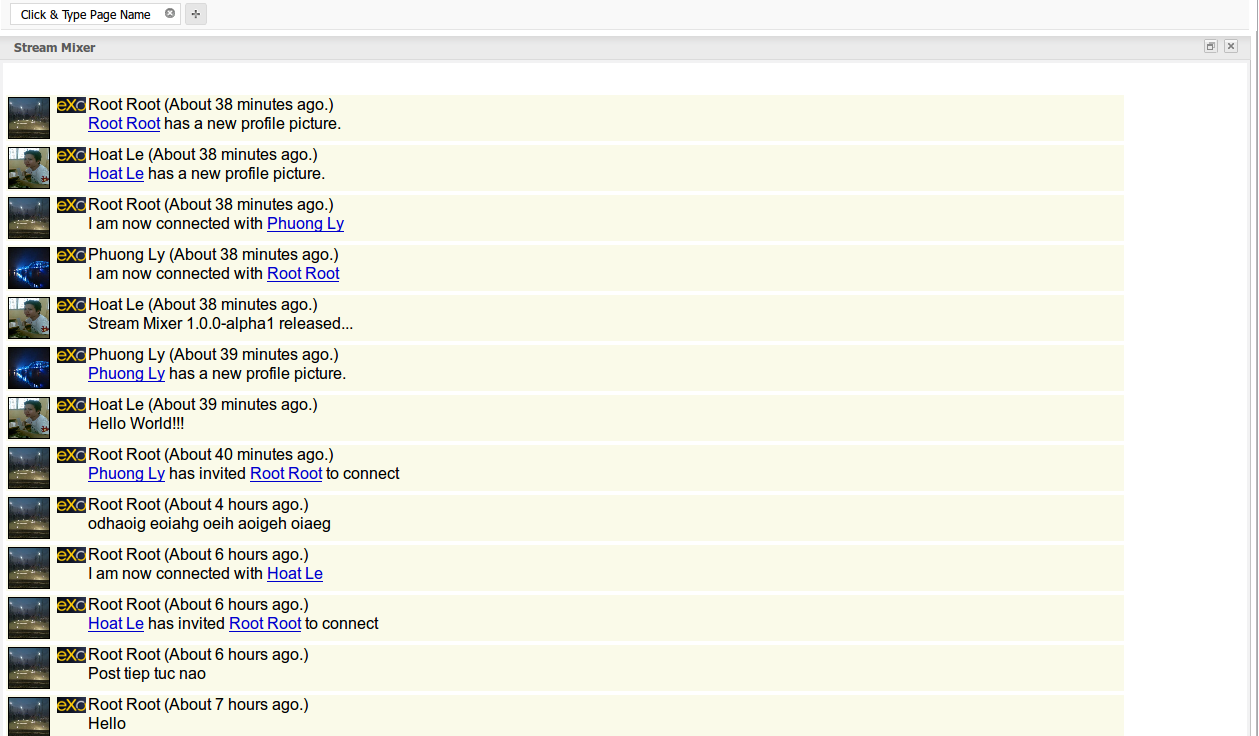 Click & Type Page Name
Stream Mixer
eXo Root Root (About 38 minutes ago.)
Root Root has a new profile picture.
eXo Hoat Le (About 38 minutes ago.)
Hoat Le has a new profile picture.
eXo Root Root (About 38 minutes ago.)
I am now connected with Phuong Ly
eXo Phuong Ly (About 38 minutes ago.)
I am now connected with Root Root
eXo Hoat Le (About 38 minutes ago.)
Stream Mixer 1.0.0-alpha1 released...
eXo Phuong Ly (About 39 minutes ago.)
Phuong Ly has a new profile picture.
eXo Hoat Le (About 39 minutes ago.)
Hello World!!!
eXo Root Root (About 40 minutes ago.)
Phuong Ly has invited Root Root to connect
eXo Root Root (About 4 hours ago.)
odhaoig eoiahg oeih aoigeh oiaeg
eXo Root Root (About 6 hours ago.)
I am now connected with Hoat Le
eXo Root Root (About 6 hours ago.)
Hoat Le has invited Root Root to connect
eXo Root Root (About 6 hours ago.)
Post tiep tuc nao
eXo Root Root (About 7 hours ago.)
Hello